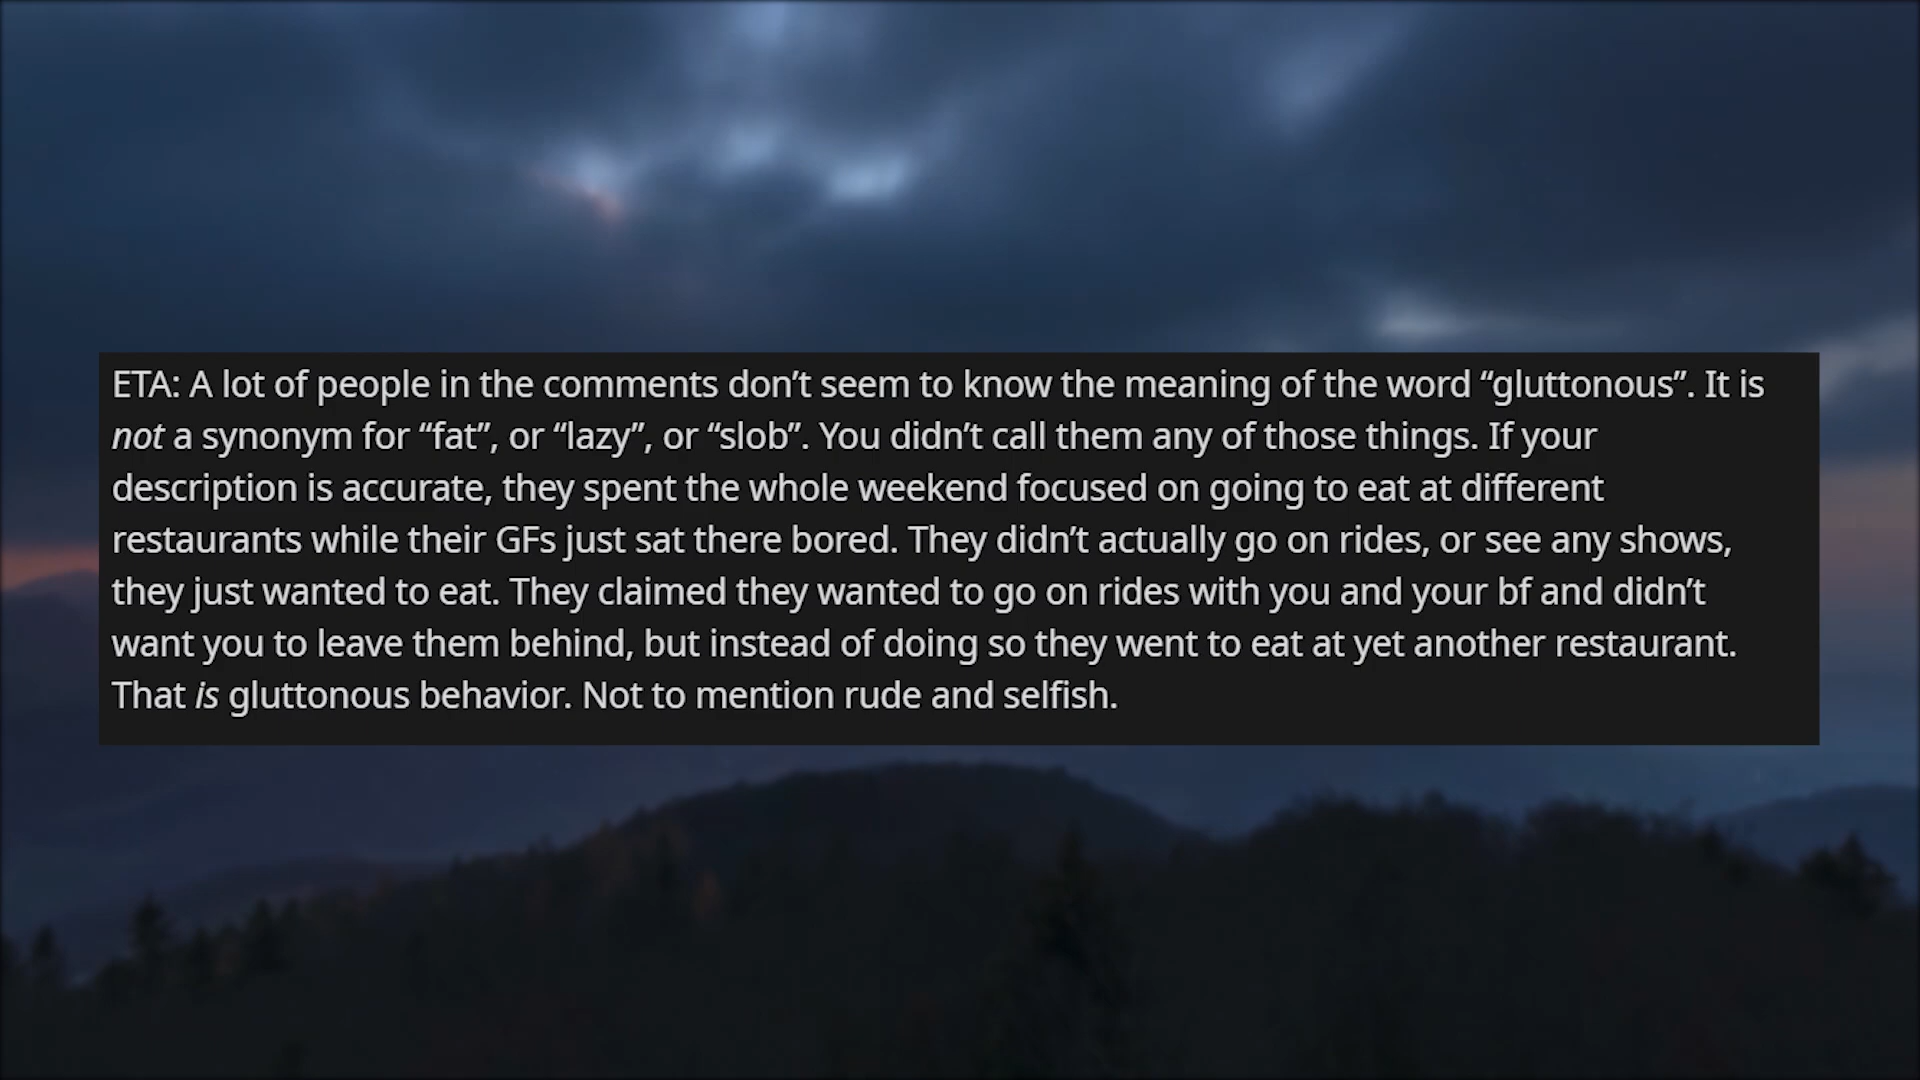 ETA: A lot of people in the comments don’t seem to know the meaning of the word “gluttonous”. It is
not a synonym for “fat”, or “lazy”, or “slob”. You didn’t call them any of those things. If your
description is accurate, they spent the whole weekend focused on going to eat at different
restaurants while their GFs just sat there bored. They didn’t actually go on rides, or see any shows,
they just wanted to eat. They claimed they wanted to go on rides with you and your bf and didn’t
want you to leave them behind, but instead of doing so they went to eat at yet another restaurant.
That is gluttonous behavior. Not to mention rude and selfish.